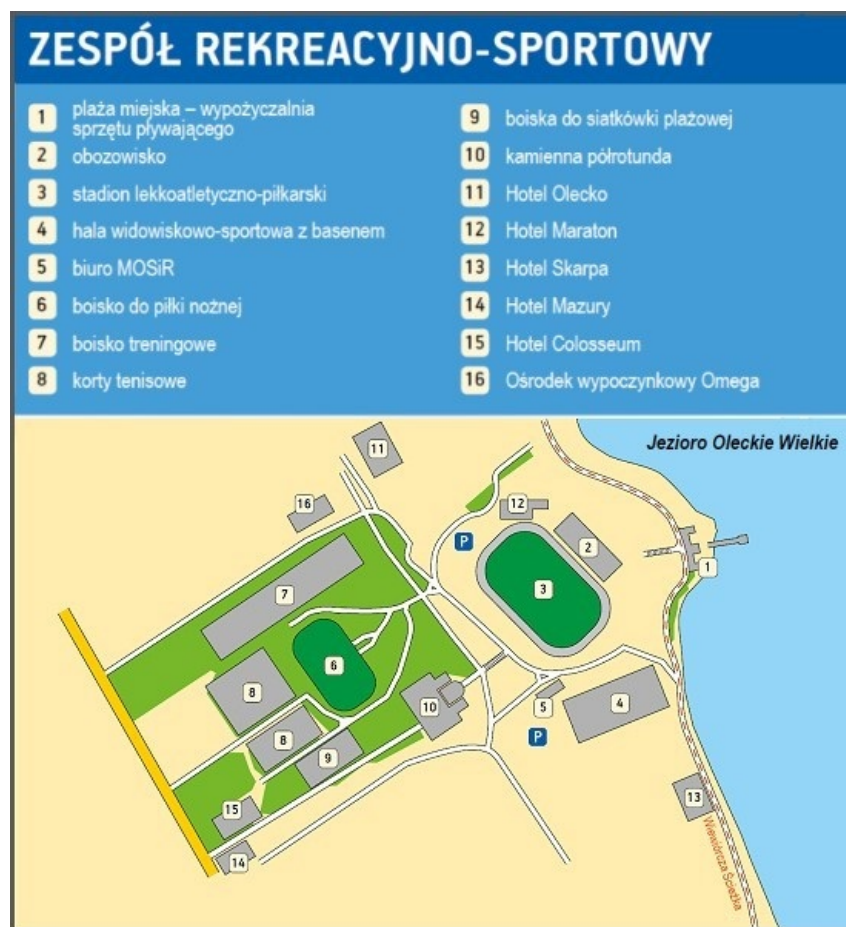 ZESPÓŁ REKREACYJNO-SPORTOWY
1 plaża miejska – wypożyczalnia
sprzętu pływającego
2 obozowisko
3 stadion lekkoatletyczno-piłkarski
4 hala widowiskowo-sportowa z basenem
5 biuro MOSiR
6 boisko do piłki nożnej
7 boisko treningowe
8 korty tenisowe
9 boiska do siatkówki plażowej
10 kamienna półrotunda
11 Hotel Olecko
12 Hotel Maraton
13 Hotel Skarpa
14 Hotel Mazury
15 Hotel Colosseum
16 Ośrodek wypoczynkowy Omega
Jezioro Oleckie Wielkie
11
16
12
P
2
1
7
3
6
8
10
5
4
8
P
9
13
15
14
Wiewiórcza Ścieżka